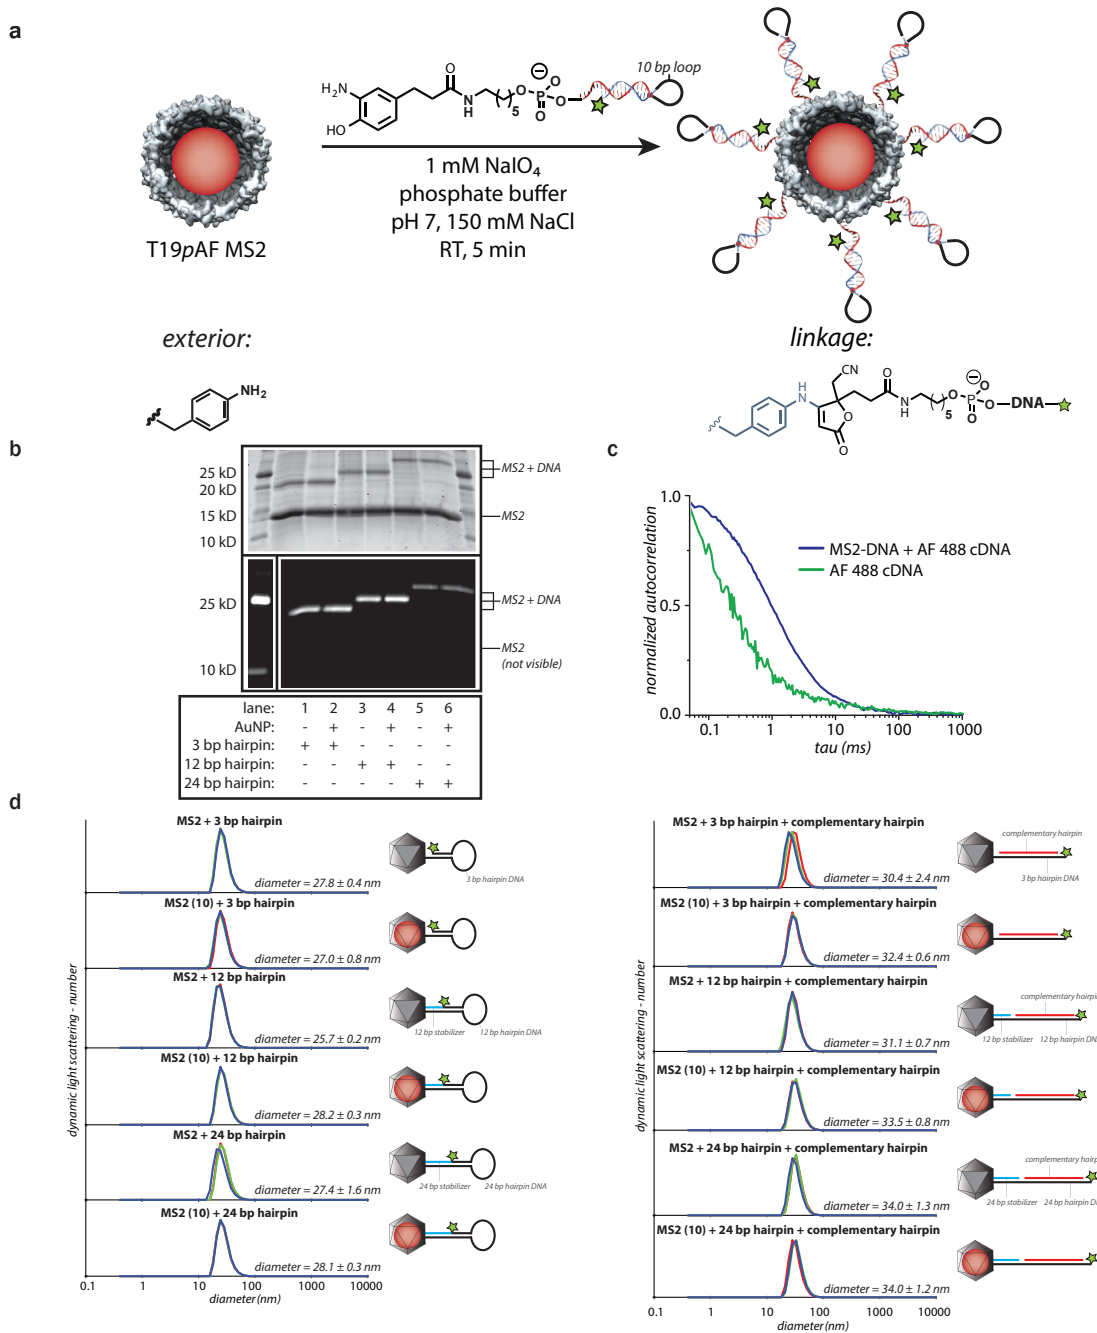 a
H₂N
HO
O
N
H
5
O
P
O
O
⊖
O
10 bp loop
1 mM NaIO₄
phosphate buffer
pH 7, 150 mM NaCl
RT, 5 min
T19pAF MS2
exterior:
NH₂
linkage:
H
N
CN
O
O
O
N
H
5
O
P
O
O
⊖
O
DNA
b
25 kD
20 kD
15 kD
10 kD
MS2 + DNA
MS2
25 kD
10 kD
MS2 + DNA
MS2
(not visible)
lane: 1 2 3 4 5 6
AuNP: - + - + - +
3 bp hairpin: + + - - - -
12 bp hairpin: - - + + - -
24 bp hairpin: - - - - + +
c
normalized autocorrelation
1.0
0.5
0.0
MS2-DNA + AF 488 cDNA
AF 488 cDNA
0.1 1 10 100 1000
tau (ms)
d
dynamic light scattering - number
MS2 + 3 bp hairpin
diameter = 27.8 ± 0.4 nm
3 bp hairpin DNA
MS2 (10) + 3 bp hairpin
diameter = 27.0 ± 0.8 nm
MS2 + 12 bp hairpin
diameter = 25.7 ± 0.2 nm
12 bp stabilizer
12 bp hairpin DNA
MS2 (10) + 12 bp hairpin
diameter = 28.2 ± 0.3 nm
MS2 + 24 bp hairpin
diameter = 27.4 ± 1.6 nm
24 bp stabilizer
24 bp hairpin DNA
MS2 (10) + 24 bp hairpin
diameter = 28.1 ± 0.3 nm
0.1 1 10 100 1000 10000
diameter (nm)
dynamic light scattering - number
MS2 + 3 bp hairpin + complementary hairpin
diameter = 30.4 ± 2.4 nm
complementary hairpin
3 bp hairpin DNA
MS2 (10) + 3 bp hairpin + complementary hairpin
diameter = 32.4 ± 0.6 nm
MS2 + 12 bp hairpin + complementary hairpin
diameter = 31.1 ± 0.7 nm
complementary hairpin
12 bp stabilizer
12 bp hairpin DN
MS2 (10) + 12 bp hairpin + complementary hairpin
diameter = 33.5 ± 0.8 nm
MS2 + 24 bp hairpin + complementary hairpin
diameter = 34.0 ± 1.3 nm
complementary hairp
24 bp stabilizer
24 bp hairpin D
MS2 (10) + 24 bp hairpin + complementary hairpin
diameter = 34.0 ± 1.2 nm
0.1 1 10 100 1000 10000
diameter (nm)